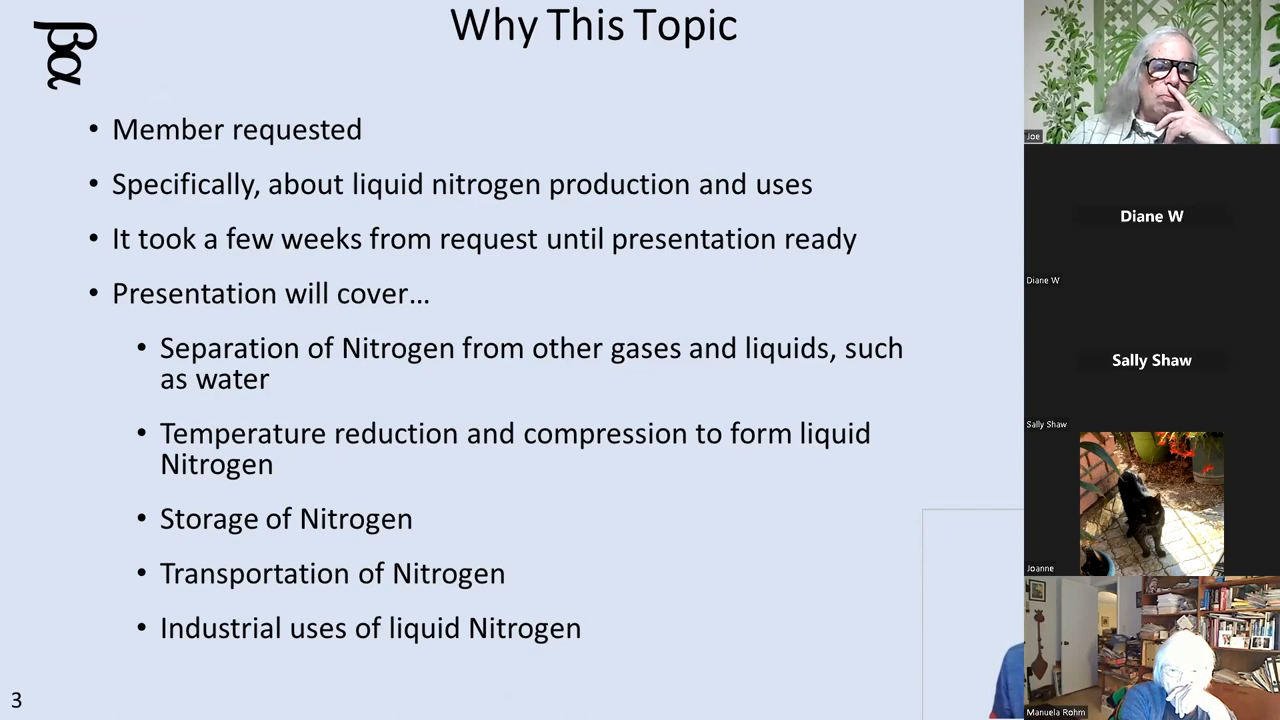 βα
Why This Topic
• Member requested
• Specifically, about liquid nitrogen production and uses
• It took a few weeks from request until presentation ready
• Presentation will cover…
• Separation of Nitrogen from other gases and liquids, such
as water
• Temperature reduction and compression to form liquid
Nitrogen
• Storage of Nitrogen
• Transportation of Nitrogen
• Industrial uses of liquid Nitrogen
3
Joe
Diane W
Diane W
Sally Shaw
Sally Shaw
Joanne
Manuela Rohm